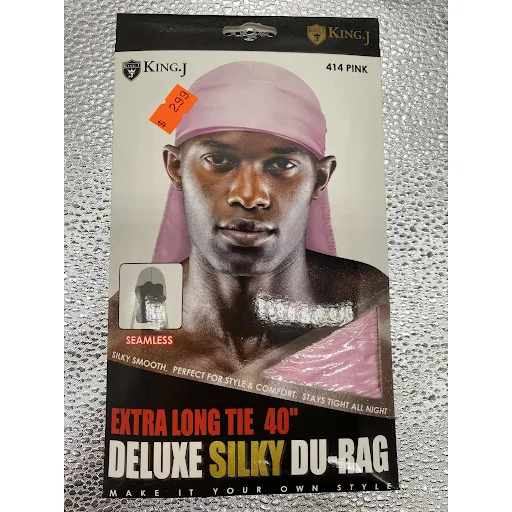 KING.J
KING.J
414 PINK
$ 2.99
SEAMLESS
SILKY SMOOTH, PERFECT FOR STYLE & COMFORT, STAYS TIGHT ALL NIGHT
EXTRA LONG TIE 40"
DELUXE SILKY DU-RAG
MAKE IT YOUR OWN STYLE